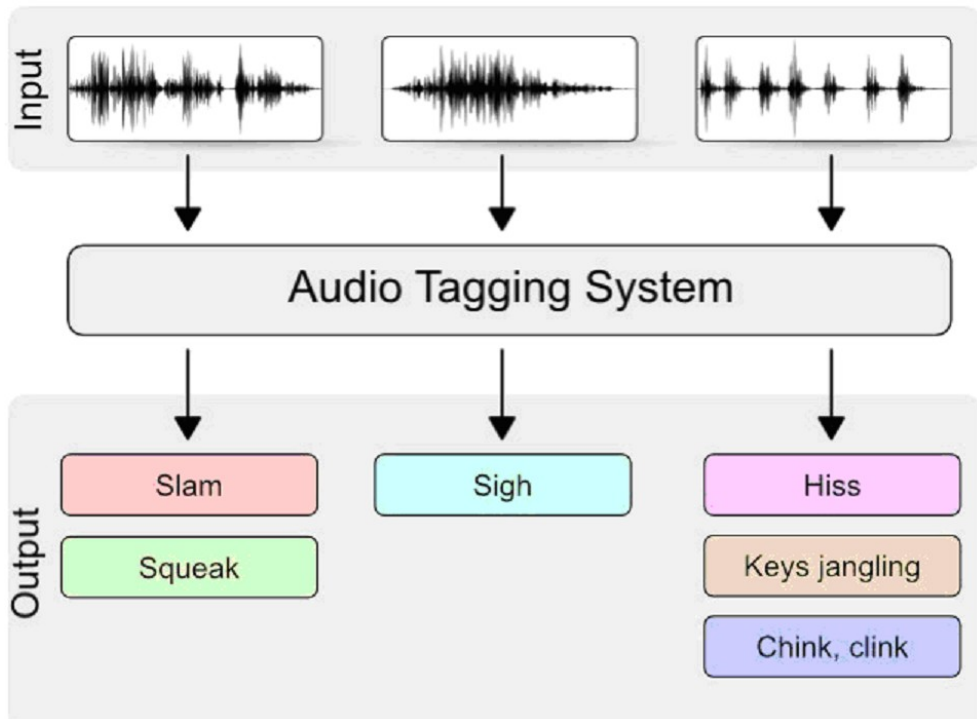 Input
Audio Tagging System
Output
Slam
Sigh
Hiss
Squeak
Keys jangling
Chink, clink